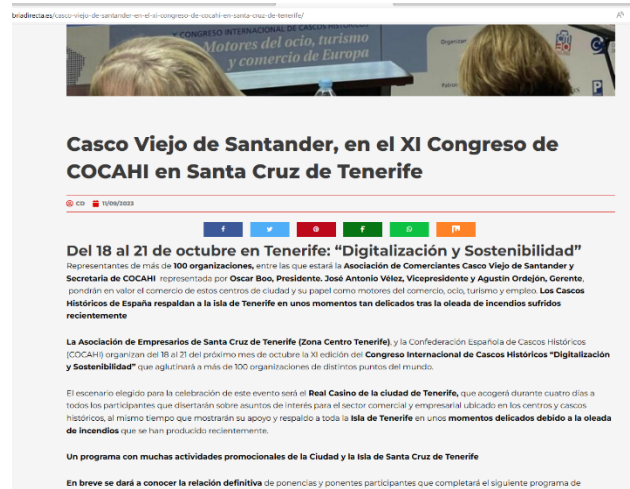 briadirecta.es/casco-viejo-de-santander-en-el-xi-congreso-de-cocahi-en-santa-cruz-de-tenerife/
V CONGRESO INTERNACIONAL DE CASCOS HISTÓRICOS
Motores del ocio, turismo
y comercio de Europa
Casco Viejo de Santander, en el XI Congreso de
COCAHI en Santa Cruz de Tenerife
CD 11/09/2023
Del 18 al 21 de octubre en Tenerife: “Digitalización y Sostenibilidad”
Representantes de más de 100 organizaciones, entre las que estará la Asociación de Comerciantes Casco Viejo de Santander y
Secretaria de COCAHI representada por Oscar Boo, Presidente. José Antonio Vélez, Vicepresidente y Agustín Ordejón, Gerente,
pondrán en valor el comercio de estos centros de ciudad y su papel como motores del comercio, ocio, turismo y empleo. Los Cascos
Históricos de España respaldan a la isla de Tenerife en unos momentos tan delicados tras la oleada de incendios sufridos
recientemente
La Asociación de Empresarios de Santa Cruz de Tenerife (Zona Centro Tenerife), y la Confederación Española de Cascos Históricos
(COCAHI) organizan del 18 al 21 del próximo mes de octubre la XI edición del Congreso Internacional de Cascos Históricos “Digitalización
y Sostenibilidad” que aglutinará a más de 100 organizaciones de distintos puntos del mundo.
El escenario elegido para la celebración de este evento será el Real Casino de la ciudad de Tenerife, que acogerá durante cuatro días a
todos los participantes que disertarán sobre asuntos de interés para el sector comercial y empresarial ubicado en los centros y cascos
históricos, al mismo tiempo que mostrarán su apoyo y respaldo a toda la Isla de Tenerife en unos momentos delicados debido a la oleada
de incendios que se han producido recientemente.
Un programa con muchas actividades promocionales de la Ciudad y la Isla de Santa Cruz de Tenerife
En breve se dará a conocer la relación definitiva de ponencias y ponentes participantes que completará el siguiente programa de